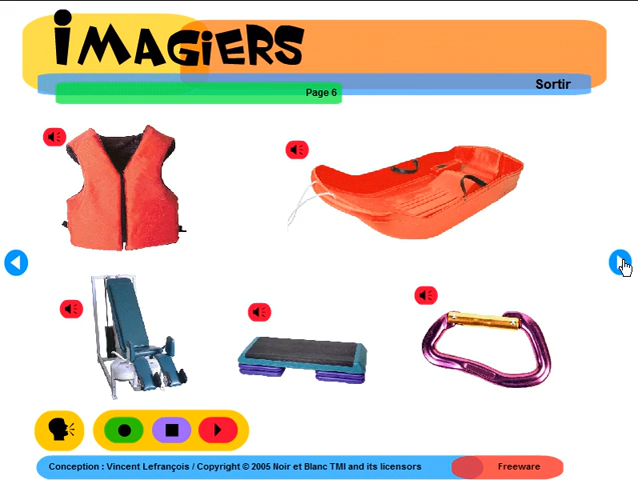 iMAGiERS
Sortir
Page 6
Conception : Vincent Lefrançois / Copyright © 2005 Noir et Blanc TMI and its licensors
Freeware